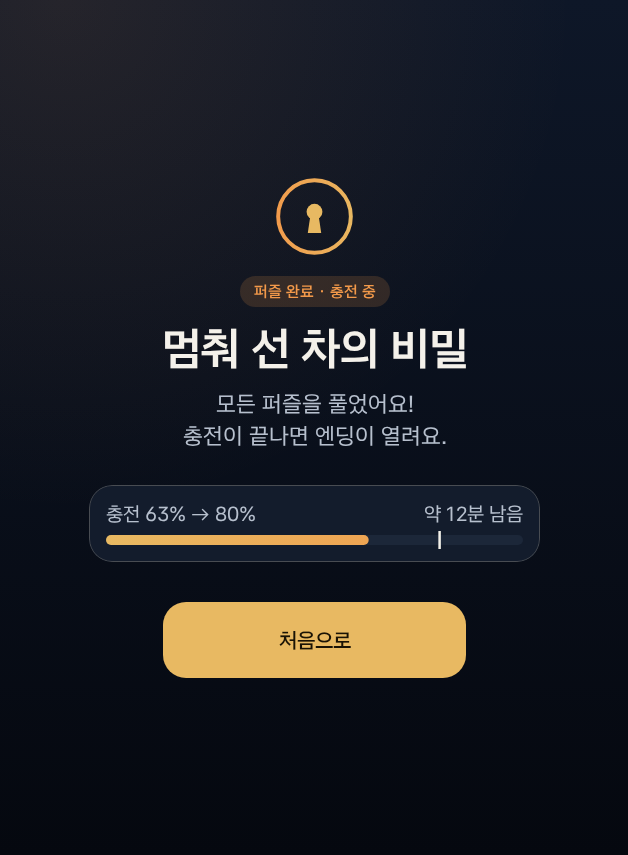 퍼즐 완료 · 충전 중
멈춰 선 차의 비밀
모든 퍼즐을 풀었어요!
충전이 끝나면 엔딩이 열려요.
충전 63% → 80%
약 12분 남음
처음으로